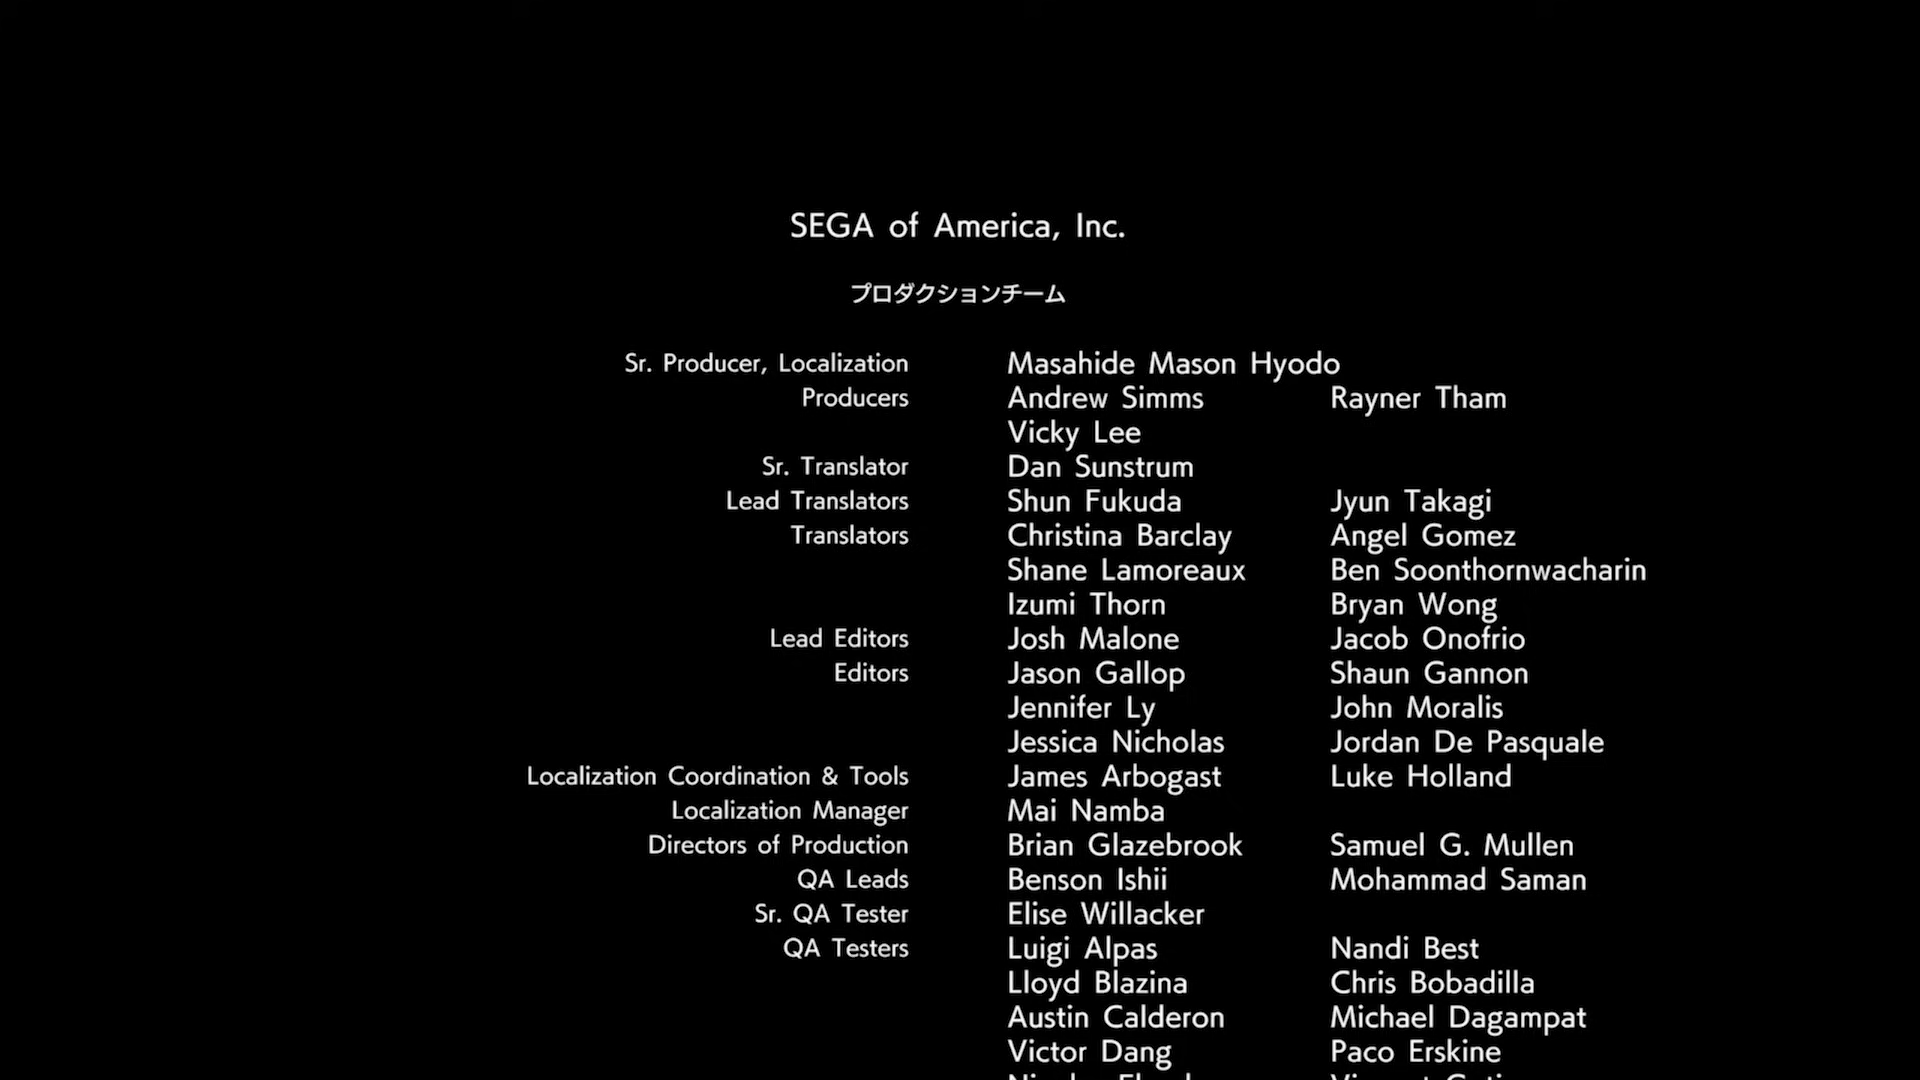 SEGA of America, Inc.
プロダクションチーム
Sr. Producer, Localization Masahide Mason Hyodo
Producers Andrew Simms Rayner Tham
Vicky Lee
Sr. Translator Dan Sunstrum
Lead Translators Shun Fukuda Jyun Takagi
Translators Christina Barclay Angel Gomez
Shane Lamoreaux Ben Soonthornwacharin
Izumi Thorn Bryan Wong
Lead Editors Josh Malone Jacob Onofrio
Editors Jason Gallop Shaun Gannon
Jennifer Ly John Moralis
Jessica Nicholas Jordan De Pasquale
Localization Coordination & Tools James Arbogast Luke Holland
Localization Manager Mai Namba
Directors of Production Brian Glazebrook Samuel G. Mullen
QA Leads Benson Ishii Mohammad Saman
Sr. QA Tester Elise Willacker
QA Testers Luigi Alpas Nandi Best
Lloyd Blazina Chris Bobadilla
Austin Calderon Michael Dagampat
Victor Dang Paco Erskine